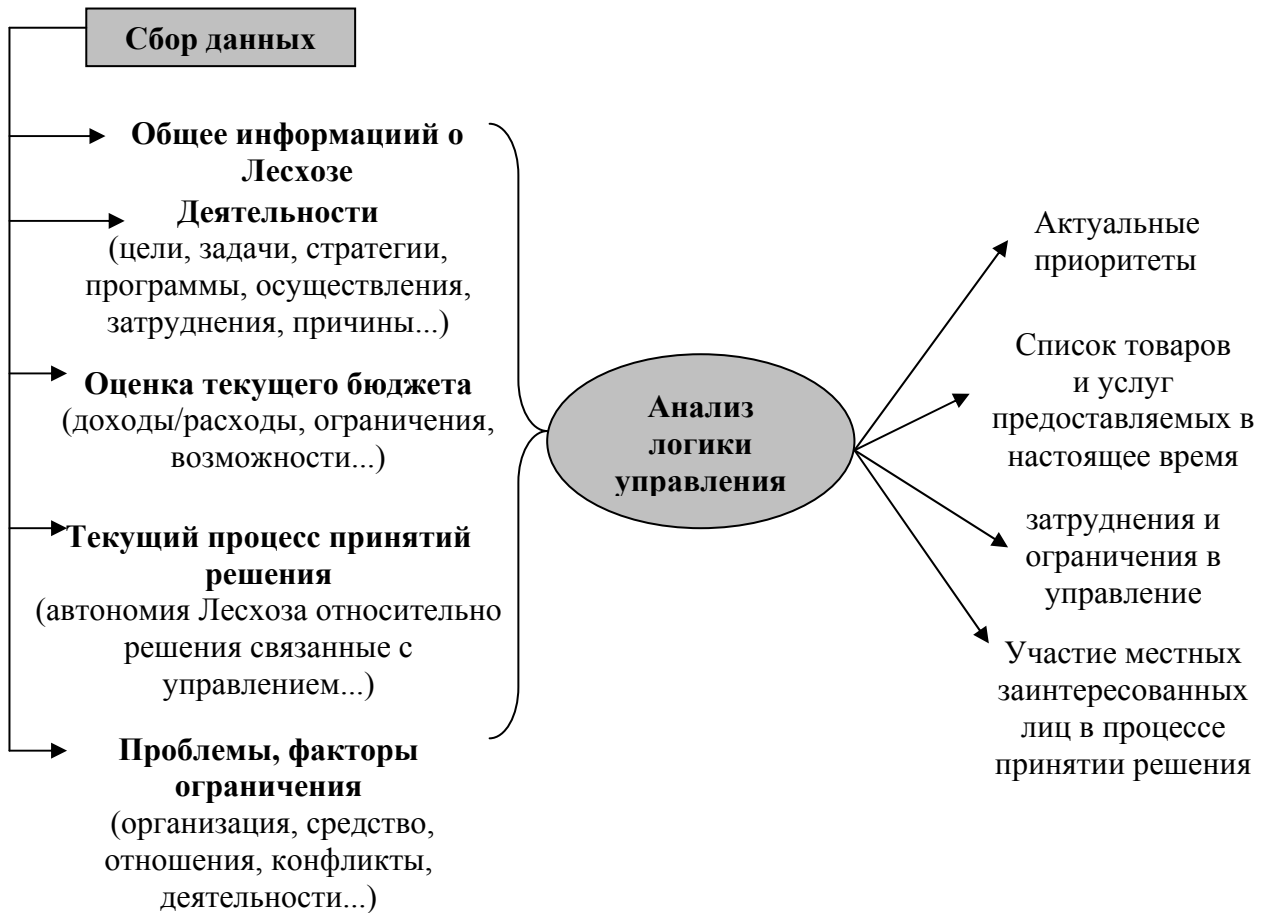 Сбор данных
Общее информациий о
Лесхозе
Деятельности
(цели, задачи, стратегии,
программы, осуществления,
затруднения, причины...)
Оценка текущего бюджета
(доходы/расходы, ограничения,
возможности...)
Текущий процесс принятий
решения
(автономия Лесхоза относительно
решения связанные с
управлением...)
Проблемы, факторы
ограничения
(организация, средство,
отношения, конфликты,
деятельности...)
Анализ
логики
управления
Актуальные
приоритеты
Список товаров
и услуг
предоставляемых в
настоящее время
затруднения и
ограничения в
управление
Участие местных
заинтересованных
лиц в процессе
принятии решения